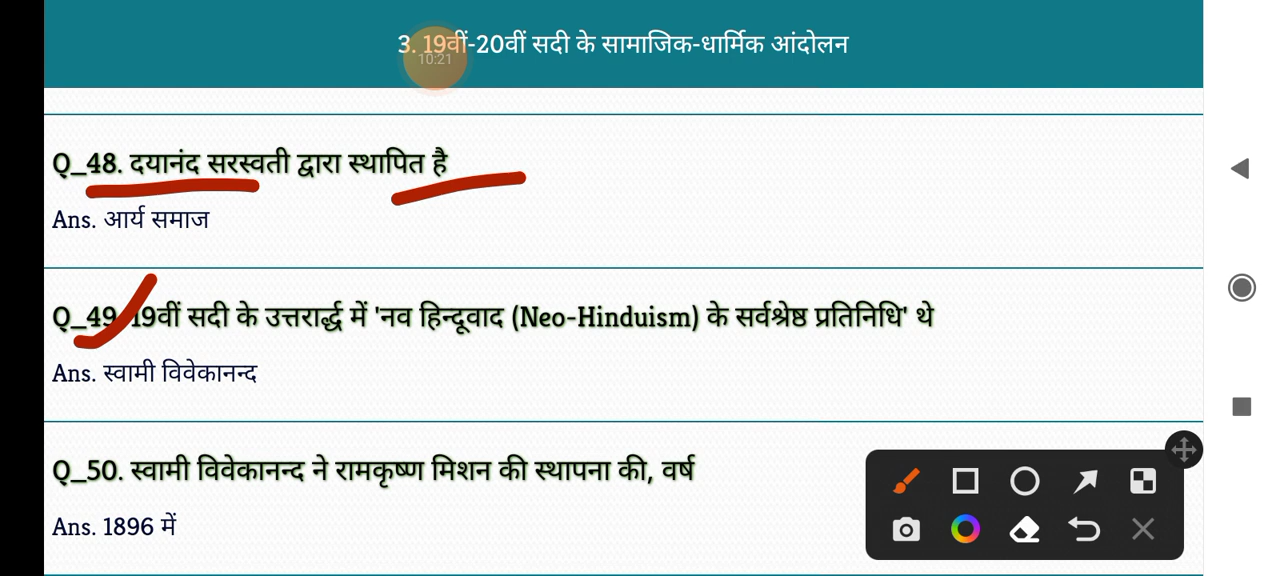 3. 19वीं-20वीं सदी के सामाजिक-धार्मिक आंदोलन
10:21
Q_48. दयानंद सरस्वती द्वारा स्थापित है
Ans. आर्य समाज
Q_49. 19वीं सदी के उत्तरार्द्ध में 'नव हिन्दूवाद (Neo-Hinduism) के सर्वश्रेष्ठ प्रतिनिधि' थे
Ans. स्वामी विवेकानन्द
Q_50. स्वामी विवेकानन्द ने रामकृष्ण मिशन की स्थापना की, वर्ष
Ans. 1896 में